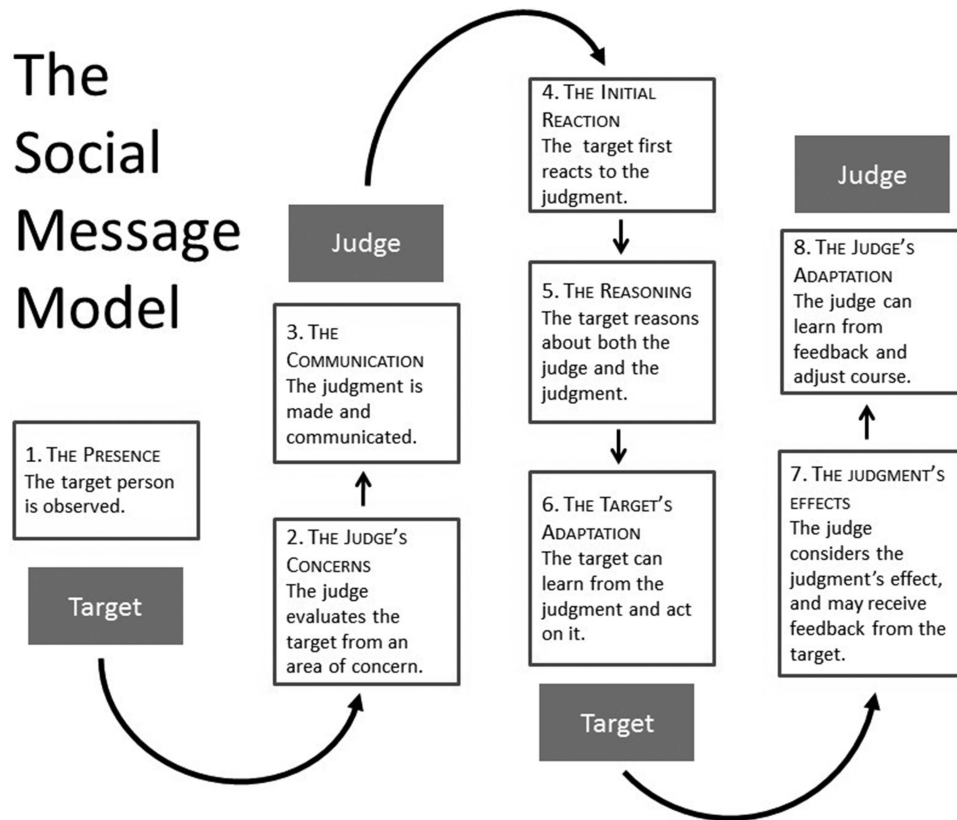 The
Social
Message
Model
1. THE PRESENCE
The target person
is observed.
Target
Judge
3. THE
COMMUNICATION
The judgment is
made and
communicated.
2. THE JUDGE'S
CONCERNS
The judge
evaluates the
target from an
area of concern.
4. THE INITIAL
REACTION
The target first
reacts to the
judgment.
5. THE REASONING
The target reasons
about both the
judge and the
judgment.
6. THE TARGET'S
ADAPTATION
The target can
learn from the
judgment and act
on it.
Target
Judge
8. THE JUDGE'S
ADAPTATION
The judge can
learn from
feedback and
adjust course.
7. THE JUDGMENT'S
EFFECTS
The judge
considers the
judgment's effect,
and may receive
feedback from the
target.